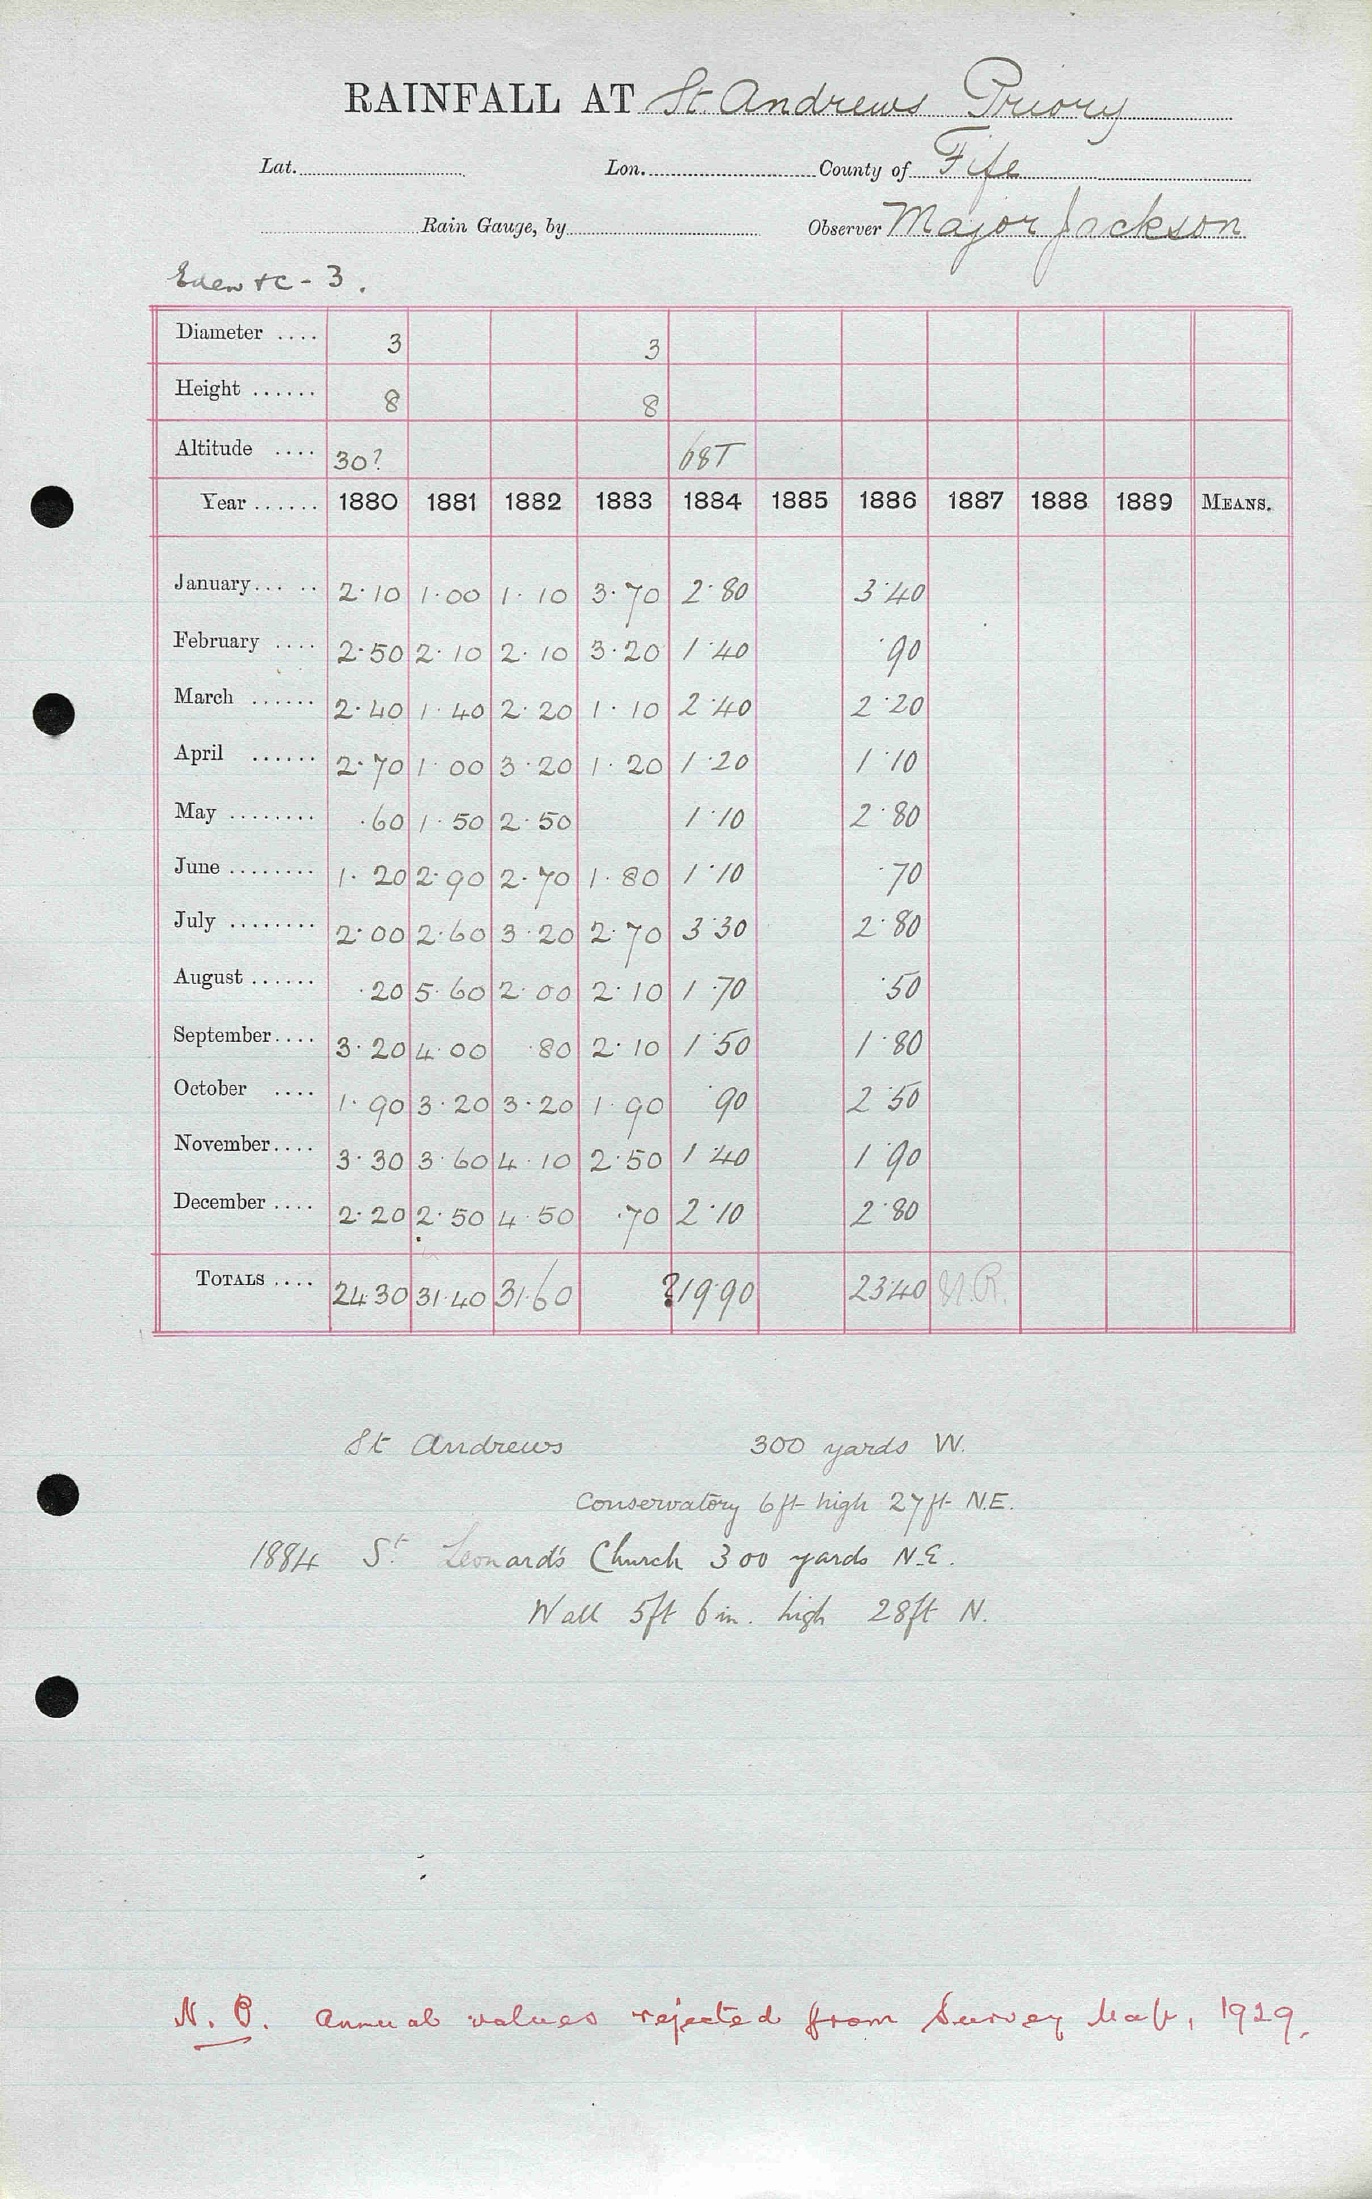 RAINFALL AT St. Andrews Priory
Lat. Lon. County of Fife
Rain Gauge, by Observer Major Jackson
Eden &c - 3.
Diameter .... 3 3
Height ...... 8 8
Altitude .... 30? 68T
Year ...... 1880 1881 1882 1883 1884 1885 1886 1887 1888 1889 MEANS.
January... .. 2.10 1.00 1.10 3.70 2.80 3.40
February .... 2.50 2.10 2.10 3.20 1.40 .90
March ...... 2.40 1.40 2.20 1.10 2.40 2.20
April ...... 2.70 1.00 3.20 1.20 1.20 1.10
May ........ .60 1.50 2.50 1.10 2.80
June ........ 1.20 2.90 2.70 1.80 1.10 .70
July ........ 2.00 2.60 3.20 2.70 3.30 2.80
August ...... .20 5.60 2.00 2.10 1.70 .50
September.... 3.20 4.00 .80 2.10 1.50 1.80
October .... 1.90 3.20 3.20 1.90 .90 2.50
November.... 3.30 3.60 4.10 2.50 1.40 1.90
December .... 2.20 2.50 4.50 .70 2.10 2.80
TOTALS .... 24.30 31.40 31.60 ?19.90 23.40 N.R.
St Andrews 300 yards W.
Conservatory 6ft high 27ft N.E.
1884 St Leonard's Church 300 yards N.E.
Wall 5ft 6in. high 28ft N.
N.B. Annual values rejected from Survey Map, 1929.